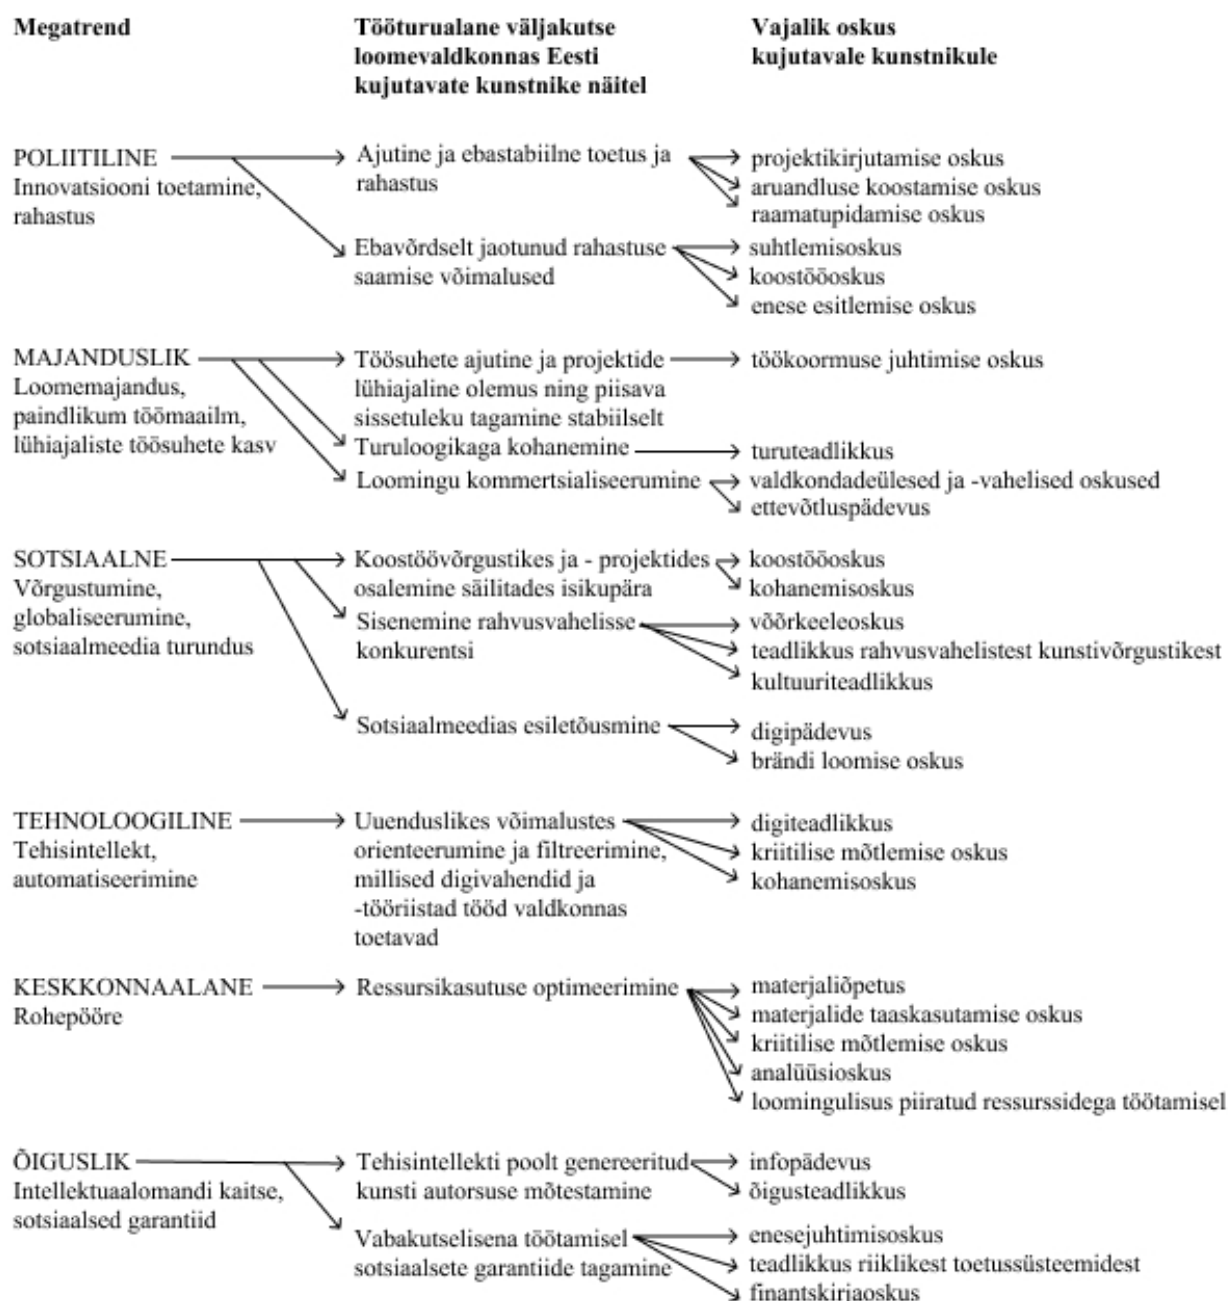 Megatrend
Tööturualane väljakutse
loomevaldkonnas Eesti
kujutavate kunstnike näitel
Vajalik oskus
kujutavale kunstnikule
POLIITILINE
Innovatsiooni toetamine,
rahastus
Ajutine ja ebastabiilne toetus ja
rahastus
projektikirjutamise oskus
aruandluse koostamise oskus
raamatupidamise oskus
Ebavõrdselt jaotunud rahastuse
saamise võimalused
suhtlemisoskus
koostööoskus
enese esitlemise oskus
MAJANDUSLIK
Loomemajandus,
paindlikum töömaailm,
lühiajaliste töösuhete kasv
Töösuhete ajutine ja projektide
lühiajaline olemus ning piisava
sissetuleku tagamine stabiilselt
töökoormuse juhtimise oskus
Turuloogikaga kohanemine
turuteadlikkus
Loomingu kommertsialiseerumine
valdkondadeülesed ja -vahelised oskused
ettevõtluspädevus
SOTSIAALNE
Võrgustumine,
globaliseerumine,
sotsiaalmeedia turundus
Koostöövõrgustikes ja - projektides
osalemine säilitades isikupära
koostööoskus
kohanemisoskus
Sisenemine rahvusvahelisse
konkurentsi
võõrkeeleoskus
teadlikkus rahvusvahelistest kunstivõrgustikest
kultuuriteadlikkus
Sotsiaalmeedias esiletõusmine
digipädevus
brändi loomise oskus
TEHNOLOOGILINE
Tehisintellekt,
automatiseerimine
Uuenduslikes võimalustes
orienteerumine ja filtreerimine,
millised digivahendid ja
-tööriistad tööd valdkonnas
toetavad
digiteadlikkus
kriitilise mõtlemise oskus
kohanemisoskus
KESKKONNAALANE
Rohepööre
Ressursikasutuse optimeerimine
materjaliõpetus
materjalide taaskasutamise oskus
kriitilise mõtlemise oskus
analüüsioskus
loomingulisus piiratud ressurssidega töötamisel
ÕIGUSLIK
Intellektuaalomandi kaitse,
sotsiaalsed garantiid
Tehisintellekti poolt genereeritud
kunsti autorsuse mõtestamine
infopädevus
õigusteadlikkus
Vabakutselisena töötamisel
sotsiaalsete garantiide tagamine
enesejuhtimisoskus
teadlikkus riiklikest toetussüsteemidest
finantskirjaoskus